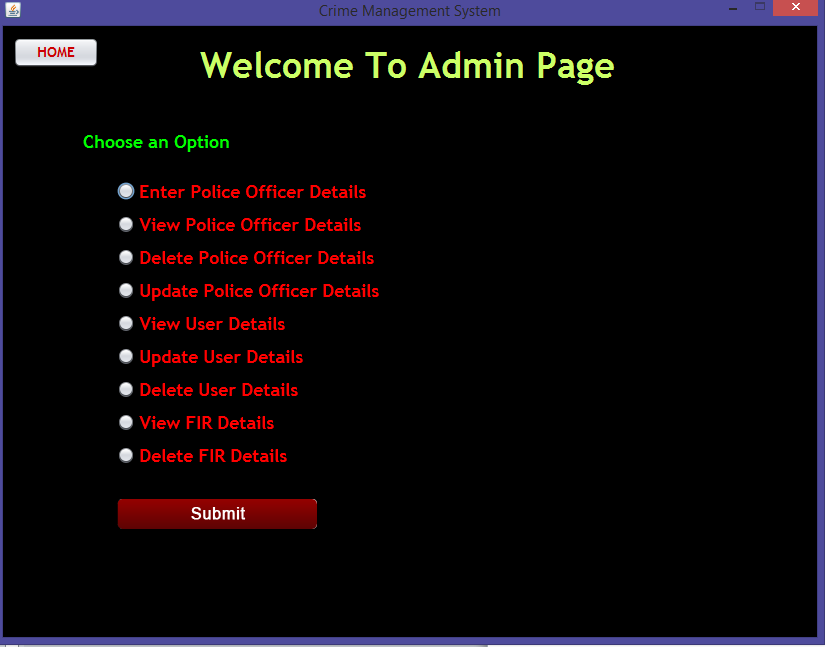 Crime Management System
HOME
Welcome To Admin Page
Choose an Option
Enter Police Officer Details
View Police Officer Details
Delete Police Officer Details
Update Police Officer Details
View User Details
Update User Details
Delete User Details
View FIR Details
Delete FIR Details
Submit